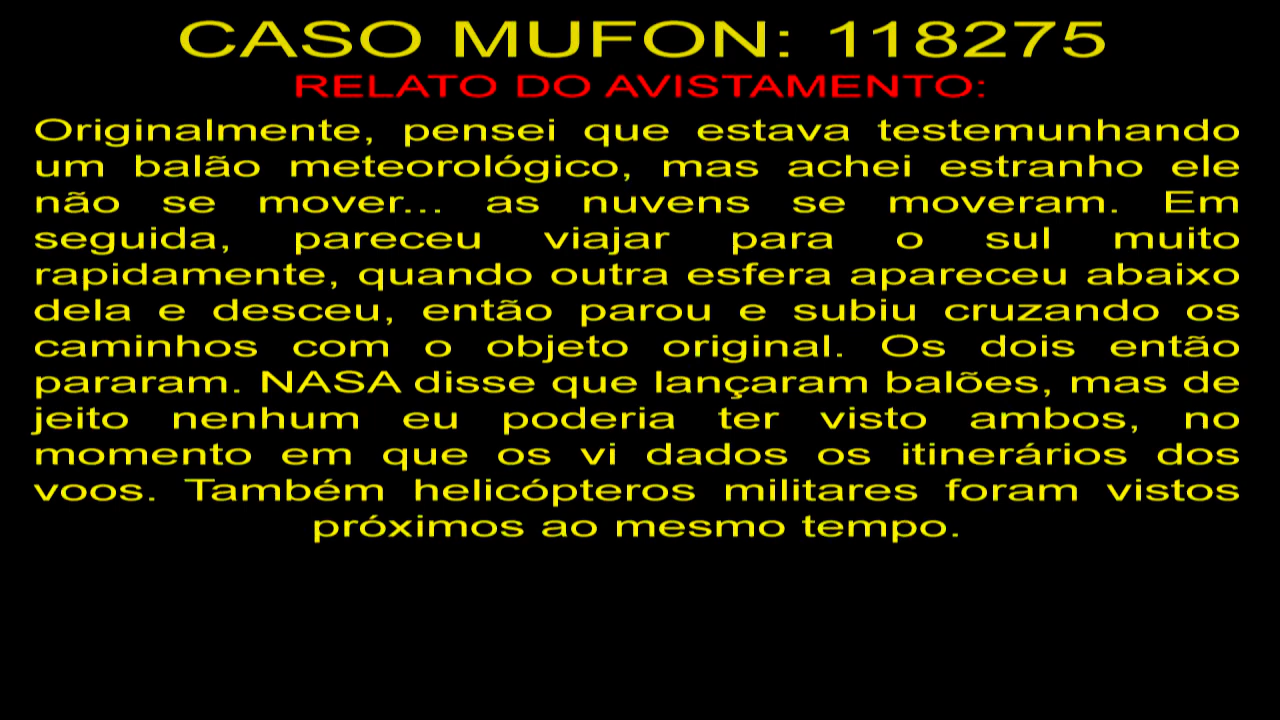 CASO MUFON: 118275
RELATO DO AVISTAMENTO:
Originalmente, pensei que estava testemunhando
um balão meteorológico, mas achei estranho ele
não se mover... as nuvens se moveram. Em
seguida, pareceu viajar para o sul muito
rapidamente, quando outra esfera apareceu abaixo
dela e desceu, então parou e subiu cruzando os
caminhos com o objeto original. Os dois então
pararam. NASA disse que lançaram balões, mas de
jeito nenhum eu poderia ter visto ambos, no
momento em que os vi dados os itinerários dos
voos. Também helicópteros militares foram vistos
próximos ao mesmo tempo.